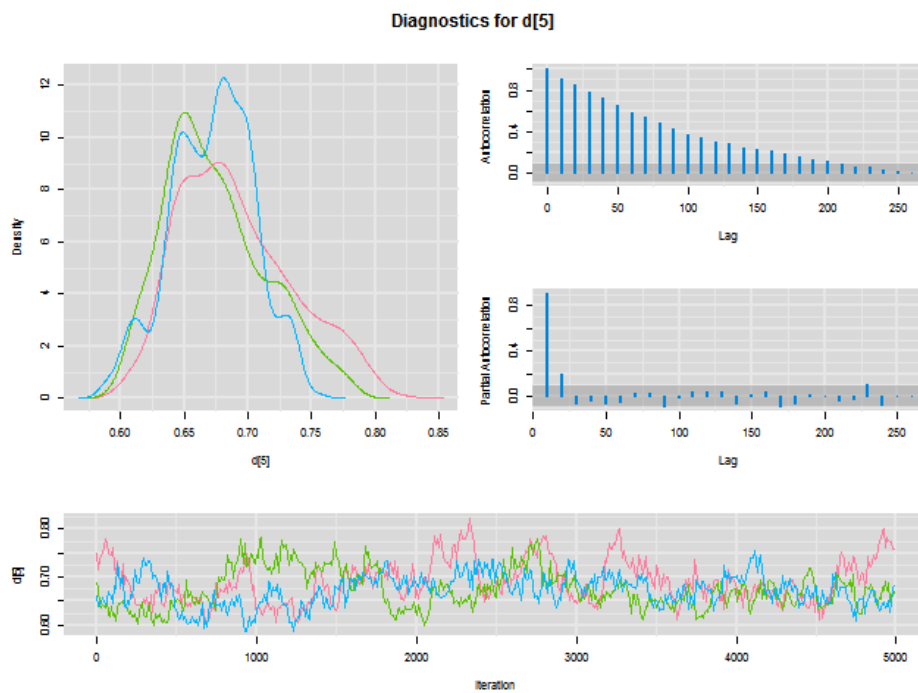 Diagnostics for d[5]
Density
0 2 4 6 8 10 12
0.60 0.65 0.70 0.75 0.80 0.85
d[5]
Autocorrelation
0.0 0.4 0.8
0 50 100 150 200 250
Lag
Partial Autocorrelation
0.0 0.4 0.8
0 50 100 150 200 250
Lag
d[5]
0.60 0.70 0.80
0 1000 2000 3000 4000 5000
Iteration